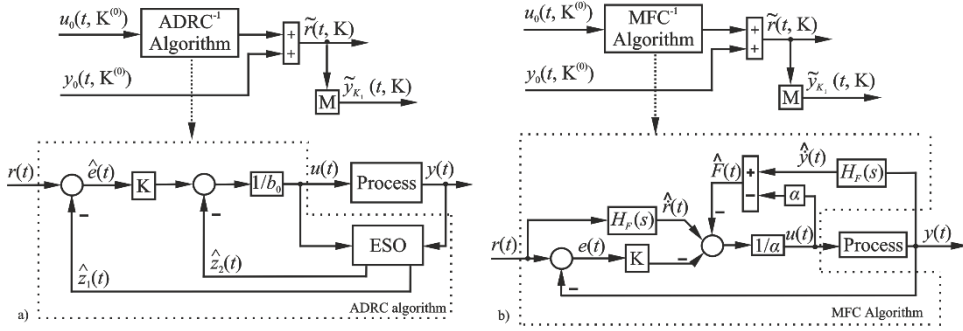 u₀(t, K⁽⁰⁾)
ADRC⁻¹
Algorithm
+
+
r̃(t, K)
y₀(t, K⁽⁰⁾)
M
ỹ_K₁ (t, K)
r(t)
ê(t)
K
1/b₀
u(t)
Process
y(t)
−
−
ESO
ẑ₁(t)
ẑ₂(t)
a)
ADRC algorithm
u₀(t, K⁽⁰⁾)
MFC⁻¹
Algorithm
+
+
r̃(t, K)
y₀(t, K⁽⁰⁾)
M
ỹ_K₁ (t, K)
F̂(t)
+
−
ŷ̇(t)
H_F(s)
α
−
H_F(s)
r̂̇(t)
r(t)
e(t)
K
−
1/α
u(t)
Process
y(t)
−
b)
MFC Algorithm